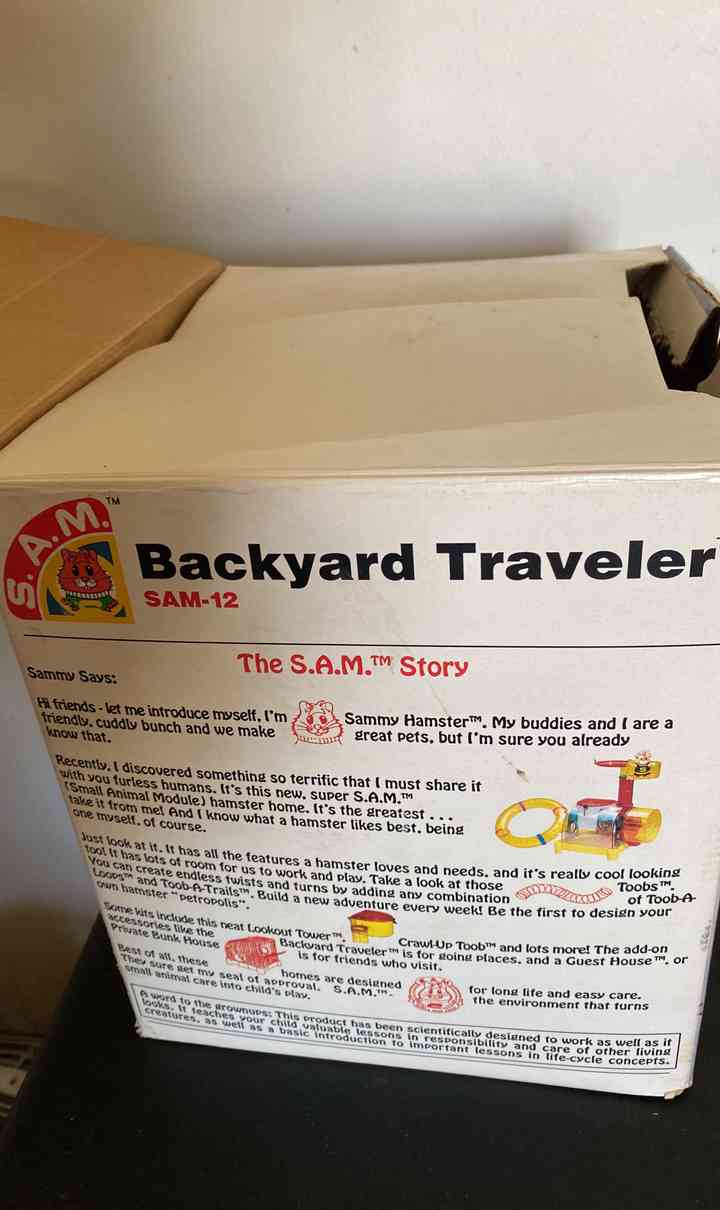 S.A.M.™
Backyard Traveler
SAM-12
The S.A.M.™ Story
Sammy Says:
Hi friends - let me introduce myself, I'm Sammy Hamster™. My buddies and I are a
friendly, cuddly bunch and we make great pets, but I'm sure you already
know that.
Recently, I discovered something so terrific that I must share it
with you furless humans. It's this new, super S.A.M.™
(Small Animal Module) hamster home. It's the greatest . . .
take it from me! And I know what a hamster likes best, being
one myself, of course.
Just look at it. It has all the features a hamster loves and needs, and it's really cool looking
too! It has lots of room for us to work and play. Take a look at those Toobs™.
You can create endless twists and turns by adding any combination of Toob-A-
Loops™ and Toob-A-Trails™. Build a new adventure every week! Be the first to design your
own hamster "petropolis".
Some kits include this neat Lookout Tower™, Crawl-Up Toob™ and lots more! The add-on
accessories like the Backyard Traveler™ is for going places, and a Guest House™, or
Private Bunk House is for friends who visit.
Best of all, these homes are designed for long life and easy care.
They sure get my seal of approval. S.A.M.™. the environment that turns
small animal care into child's play.
A word to the grownups: This product has been scientifically designed to work as well as it
looks. It teaches your child valuable lessons in responsibility and care of other living
creatures, as well as a basic introduction to important lessons in life-cycle concepts.